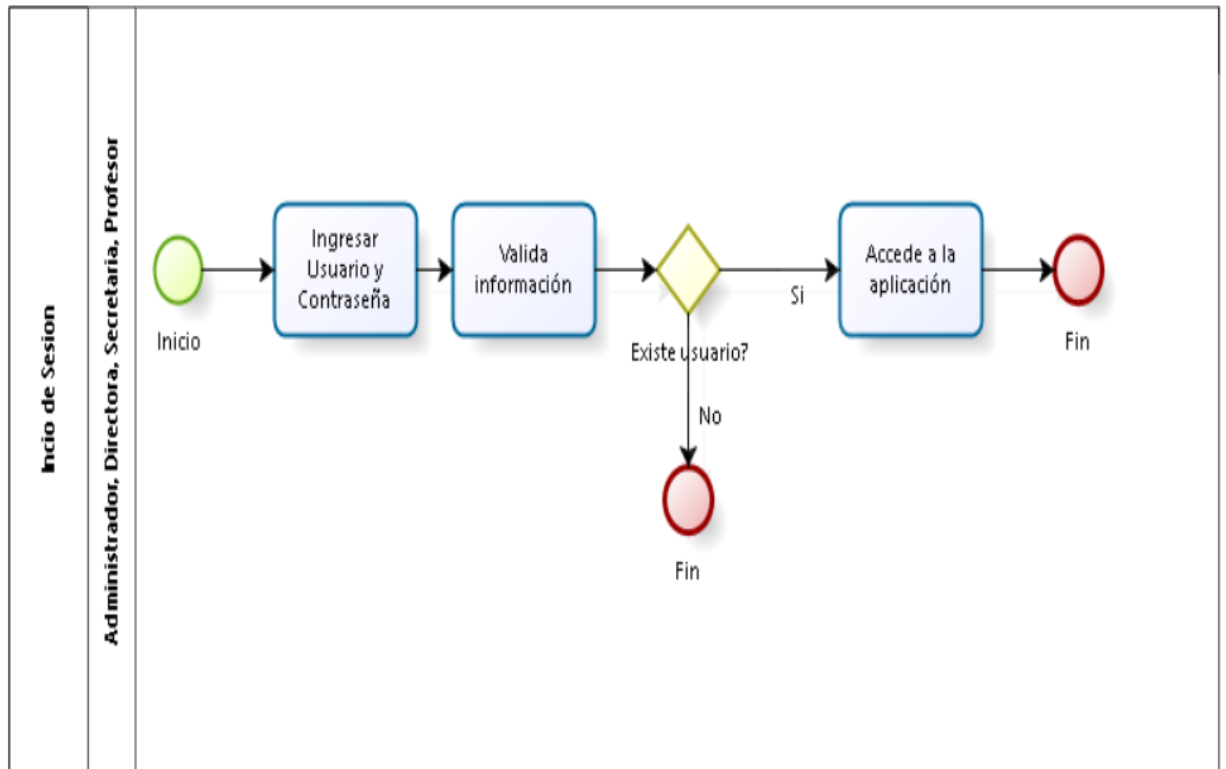 Incio de Sesion
Administrador, Directora, Secretaria, Profesor
Inicio
Ingresar
Usuario y
Contraseña
Valida
información
Existe usuario?
Si
No
Fin
Accede a la
aplicación
Fin